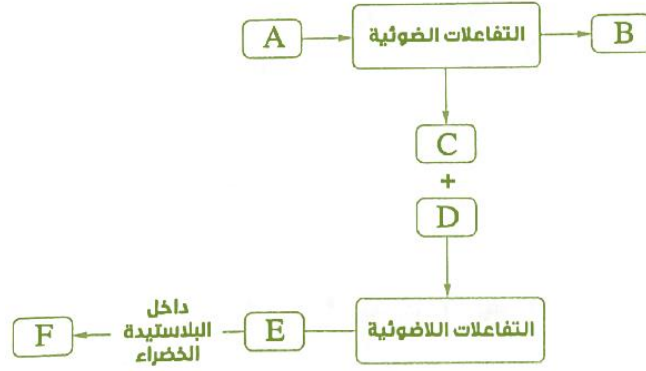 A
التفاعلات الضوئية
B
C
+
D
التفاعلات اللاضوئية
E
داخل
البلاستيدة
الخضراء
F